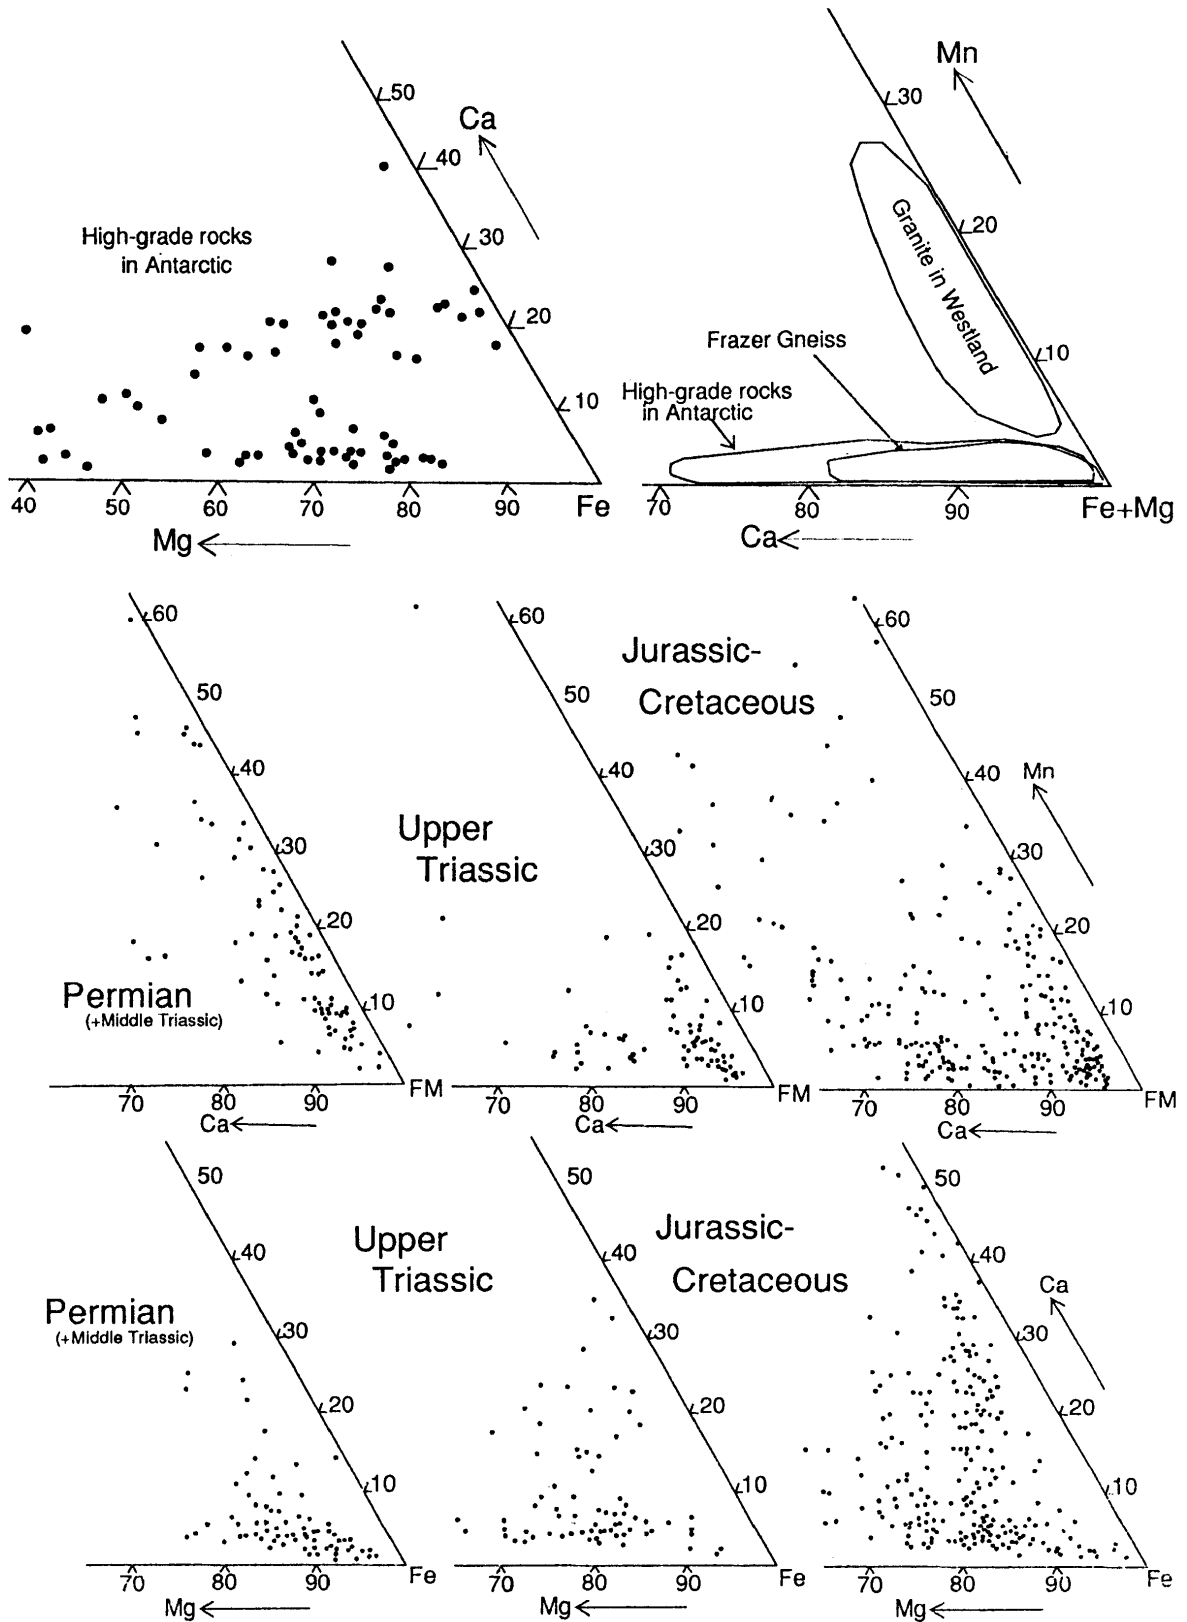 50
Ca
40
High-grade rocks
in Antarctic
30
20
10
40
50
60
70
80
90
Fe
Mg
Mn
30
20
Granite in Westland
10
Frazer Gneiss
High-grade rocks
in Antarctic
70
80
90
Fe+Mg
Ca
60
50
40
30
20
10
Permian
(+Middle Triassic)
70
80
90
FM
Ca
60
50
40
Upper
Triassic
30
20
10
70
80
90
FM
Ca
Jurassic-
Cretaceous
60
50
40
Mn
30
20
10
70
80
90
FM
Ca
50
40
Permian
(+Middle Triassic)
30
20
10
70
80
90
Fe
Mg
50
Upper
Triassic
40
30
20
10
70
80
90
Fe
Mg
50
Jurassic-
Cretaceous
40
Ca
30
20
10
70
80
90
Fe
Mg